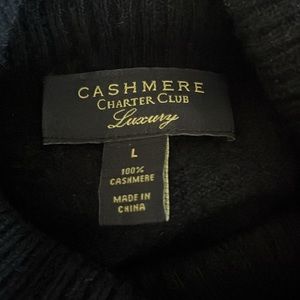 CASHMERE
CHARTER CLUB
Luxury
L
100%
CASHMERE
MADE IN
CHINA